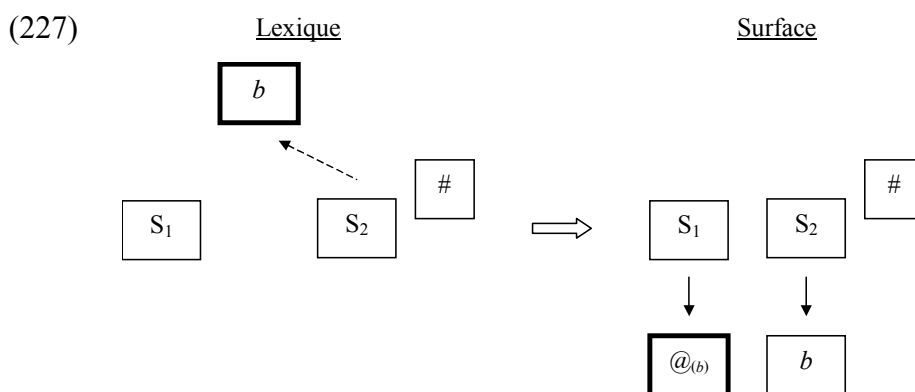 (227) Lexique Surface
b
# #
S₁ S₂ S₁ S₂
@(b) b